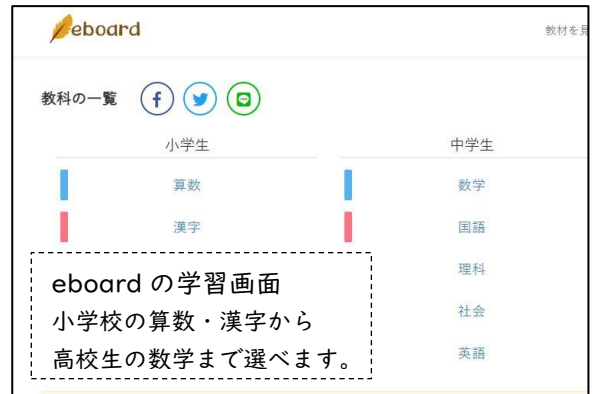 eboard
教材を見
教科の一覧
小学生
中学生
算数
数学
漢字
国語
理科
社会
英語
eboard の学習画面
小学校の算数・漢字から
高校生の数学まで選べます。